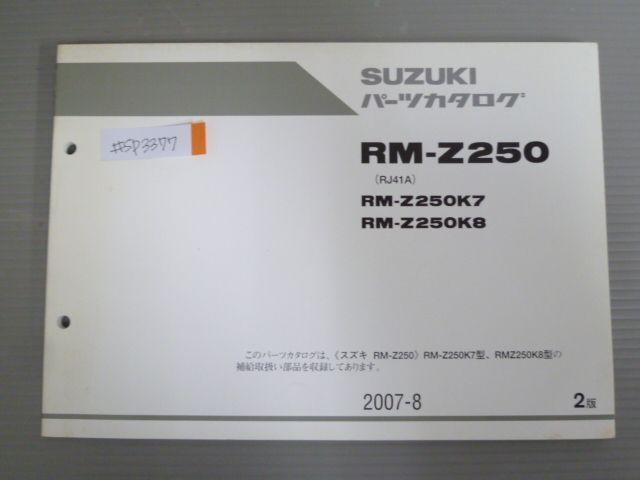 SUZUKI
パーツカタログ
#SP3377
RM-Z250
（RJ41A）
RM-Z250K7
RM-Z250K8
このパーツカタログは、《スズキ RM-Z250》RM-Z250K7型、RMZ250K8型の
補給取扱い部品を収録してあります。
2007-8
2版